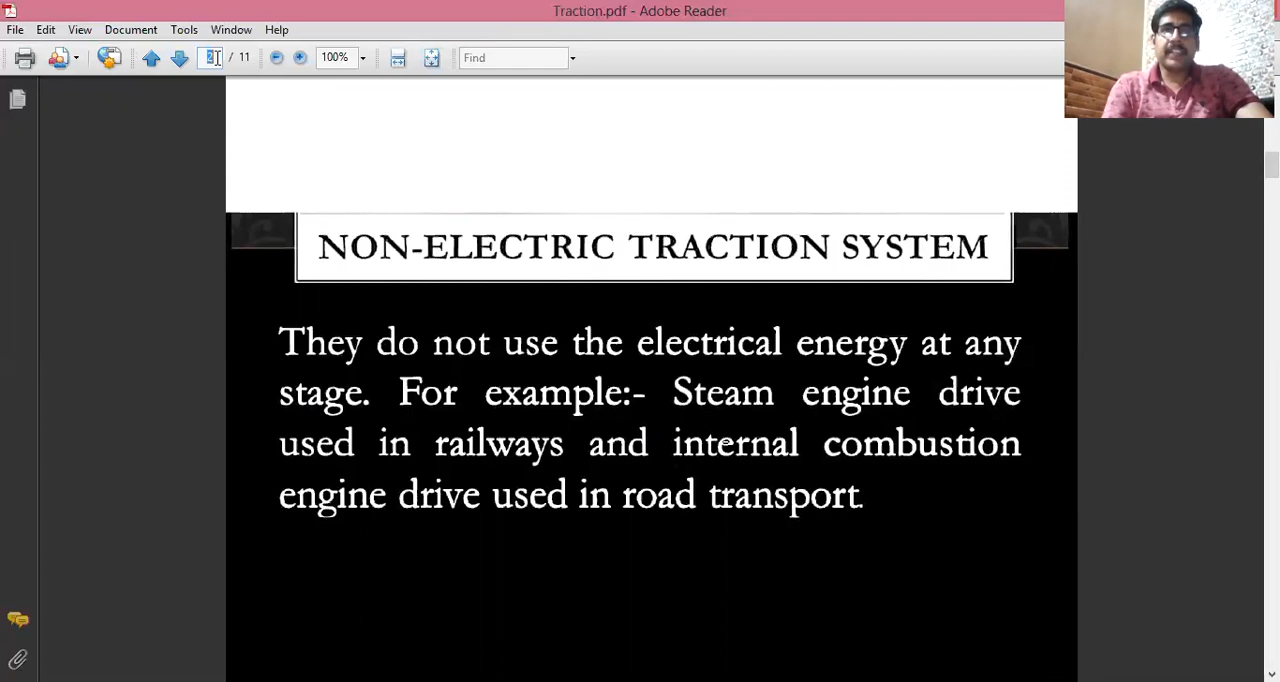 Traction.pdf - Adobe Reader
File Edit View Document Tools Window Help
/ 11 100% Find
NON-ELECTRIC TRACTION SYSTEM
They do not use the electrical energy at any
stage. For example:- Steam engine drive
used in railways and internal combustion
engine drive used in road transport.